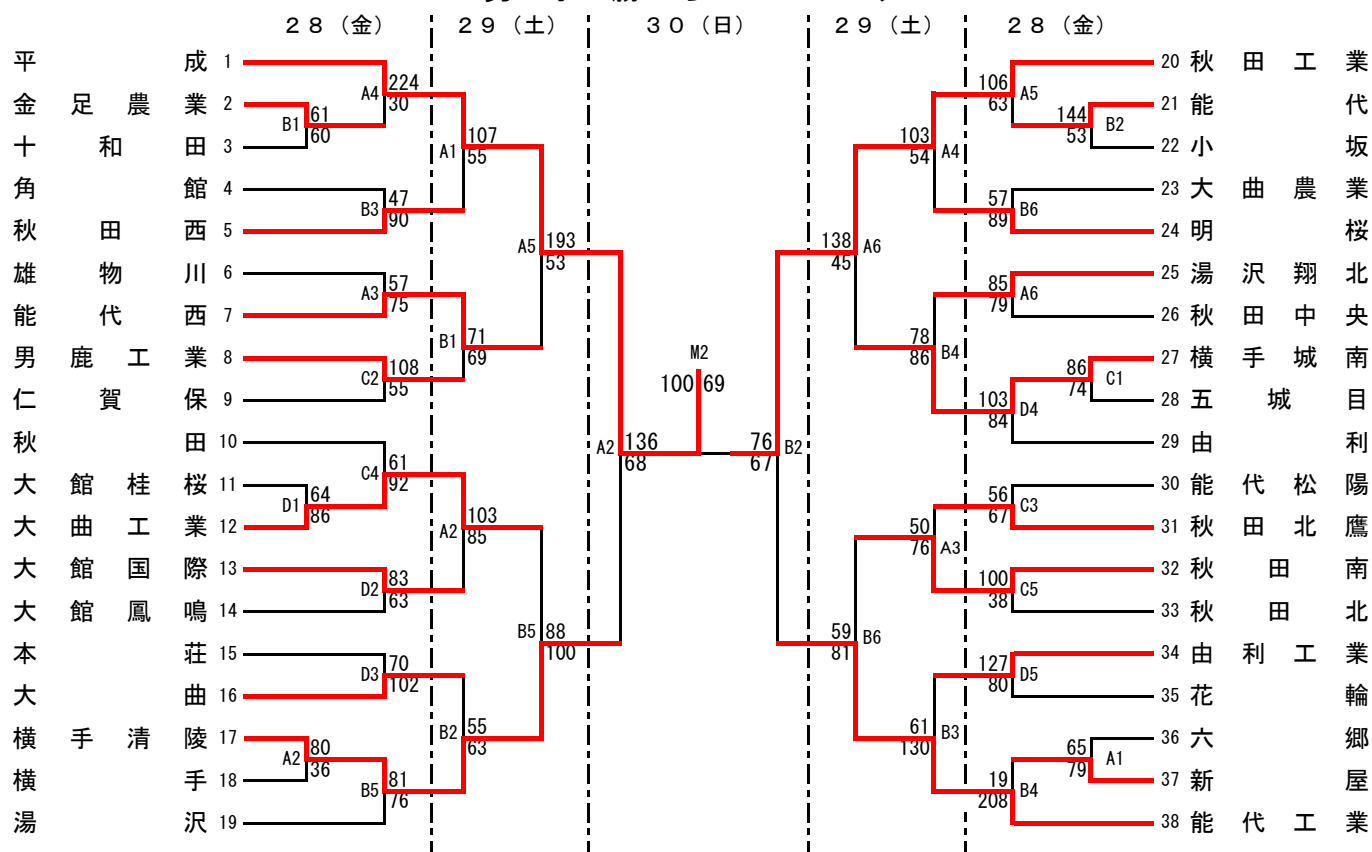 ２８（金） ２９（土） ３０（日） ２９（土） ２８（金）
平成 1
金足農業 2
十和田 3
角館 4
秋田西 5
雄物川 6
能代西 7
男鹿工業 8
仁賀保 9
秋田 10
大館桂桜 11
大曲工業 12
大館国際 13
大館鳳鳴 14
本荘 15
大曲 16
横手清陵 17
横手 18
湯沢 19
B1 61 60
D1 64 86
A2 80 36
A4 224 30
B3 47 90
A3 57 75
C2 108 55
C4 61 92
D2 83 63
D3 70 102
B5 81 76
A1 107 55
B1 71 69
A2 103 85
B2 55 63
A5 193 53
B5 88 100
A2 136 68
M2
100 69
76 67 B2
138 45 A6
59 81 B6
103 54 A4
78 86 B4
50 76 A3
61 130 B3
106 63 A5
57 89 B6
85 79 A6
103 84 D4
56 67 C3
100 38 C5
127 80 D5
19 208 B4
144 53 B2
86 74 C1
65 79 A1
20 秋田工業
21 能代
22 小坂
23 大曲農業
24 明桜
25 湯沢翔北
26 秋田中央
27 横手城南
28 五城目
29 由利
30 能代松陽
31 秋田北鷹
32 秋田南
33 秋田北
34 由利工業
35 花輪
36 六郷
37 新屋
38 能代工業